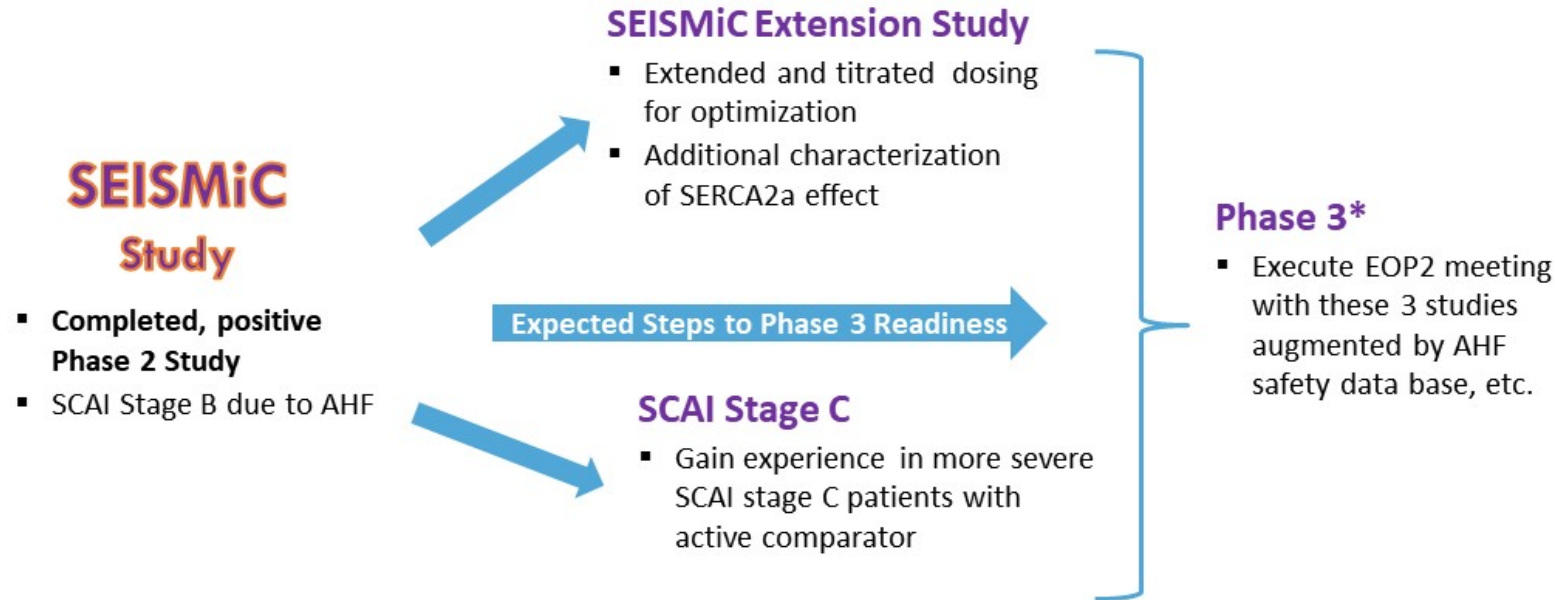 SEISMiC
Study
▪ Completed, positive
Phase 2 Study
▪ SCAI Stage B due to AHF
SEISMiC Extension Study
▪ Extended and titrated dosing
for optimization
▪ Additional characterization
of SERCA2a effect
Expected Steps to Phase 3 Readiness
SCAI Stage C
▪ Gain experience in more severe
SCAI stage C patients with
active comparator
Phase 3*
▪ Execute EOP2 meeting
with these 3 studies
augmented by AHF
safety data base, etc.